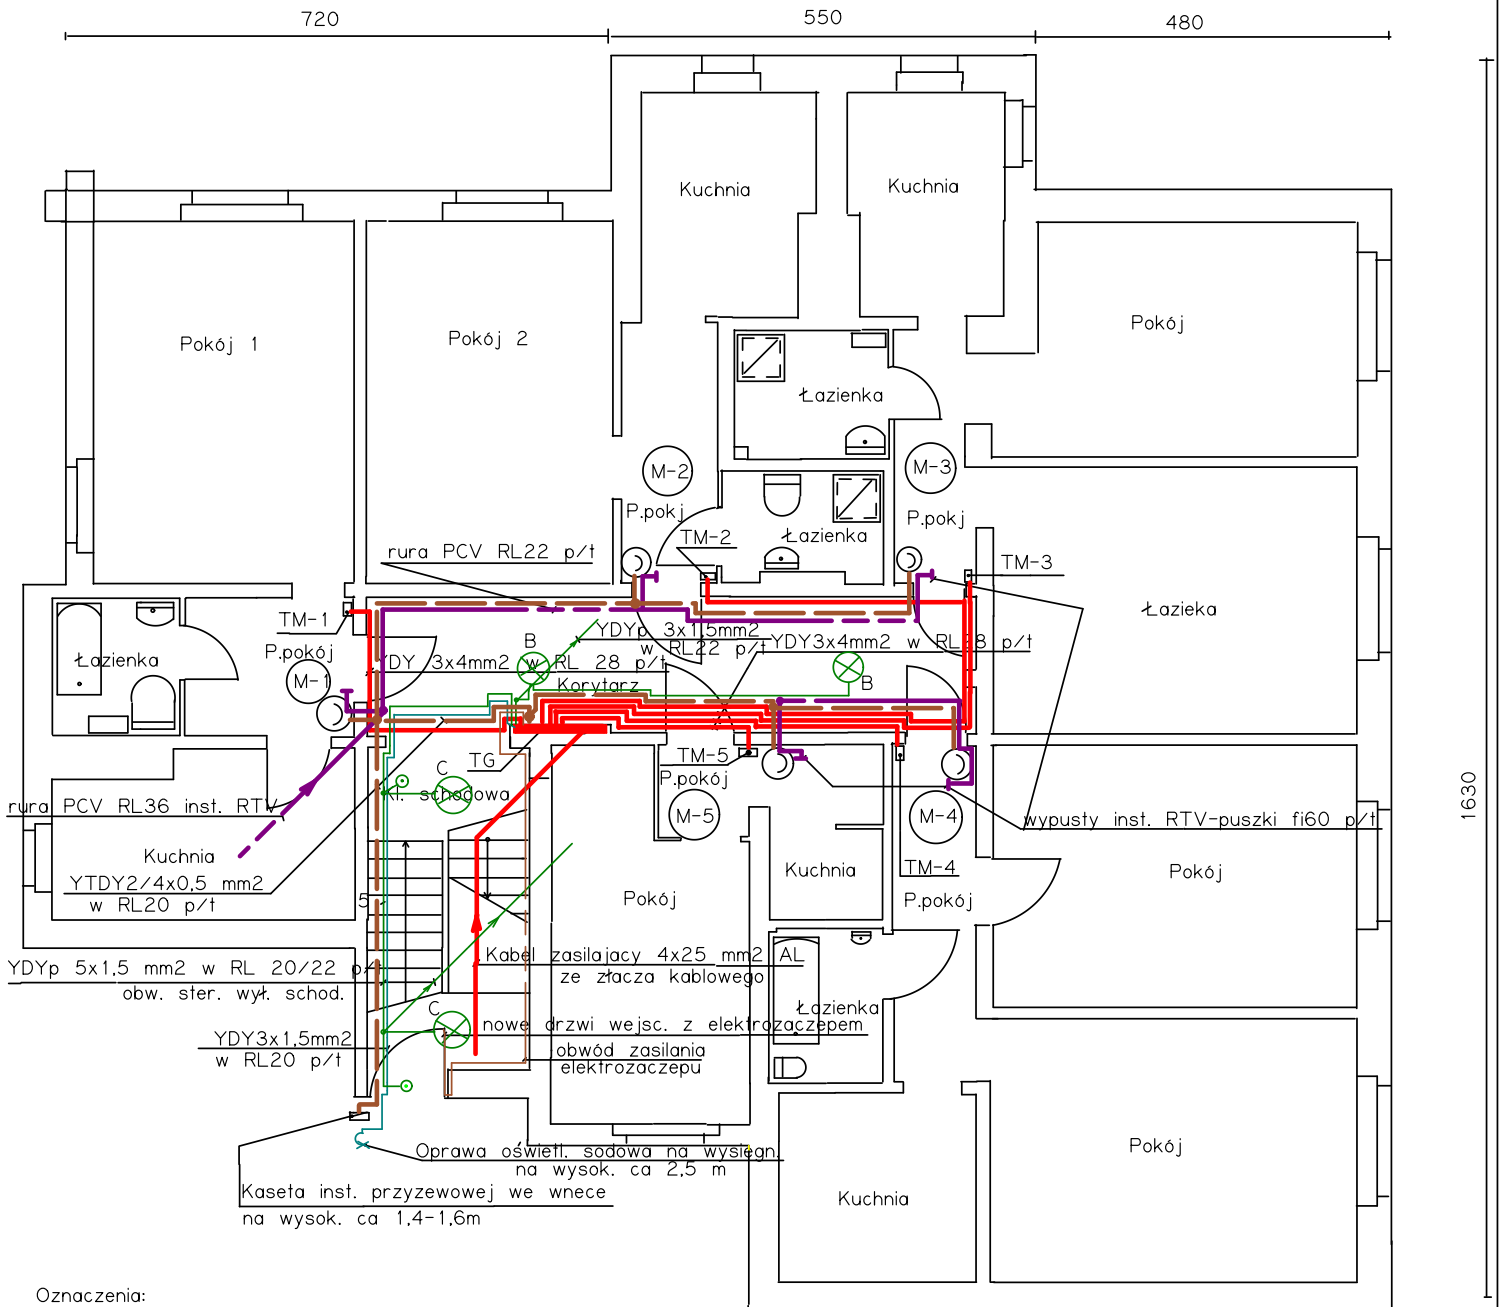 720
550
480
Kuchnia
Kuchnia
Pokój 1
Pokój 2
Pokój
Łazienka
M-2
M-3
P.pokj
P.pokj
TM-2
Łazienka
rura PCV RL22 p/t
TM-3
Łazieka
TM-1
YDYp 3x1,5mm2
w RL22 p/t
YDY3x4mm2 w RL28 p/t
B
P.pokój
Łazienka
YDY 3x4mm2 w RL 28 p/t
M-1
Korytarz
B
TG
TM-5
P.pokój
C
Kl. schodowa
rura PCV RL36 inst. RTV
1630
M-5
M-4
wypusty inst. RTV-puszki fi60 p/t
Kuchnia
Kuchnia
TM-4
Pokój
YTDY2/4x0,5 mm2
w RL20 p/t
5
Pokój
P.pokój
Kabel zasilajacy 4x25 mm2 AL
ze złacza kablowego
YDYp 5x1,5 mm2 w RL 20/22 p/t
obw. ster. wył. schod.
C
Łazienka
nowe drzwi wejsc. z elektrozaczepem
YDY3x1,5mm2
w RL20 p/t
obwód zasilania
elektrozaczepu
Oprawa oświetl. sodowa na wysiegn.
na wysok. ca 2,5 m
Pokój
Kaseta inst. przyzewowej we wnece
na wysok. ca 1,4-1,6m
Kuchnia
Oznaczenia: